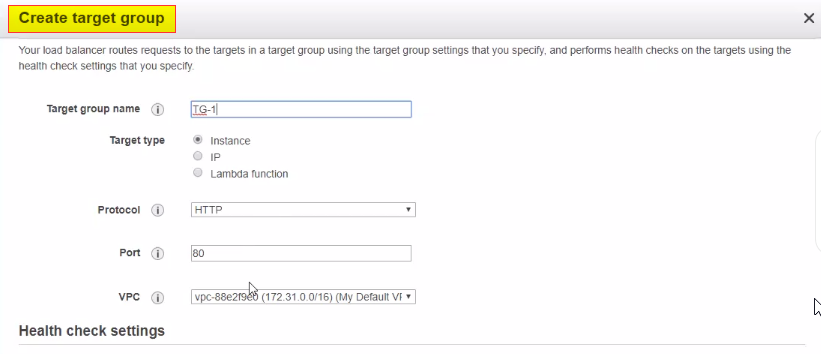 Create target group
Your load balancer routes requests to the targets in a target group using the target group settings that you specify, and performs health checks on the targets using the
health check settings that you specify.
Target group name
TG-1
Target type
Instance
IP
Lambda function
Protocol
HTTP
Port
80
VPC
vpc-88e2f9e0 (172.31.0.0/16) (My Default VF
Health check settings